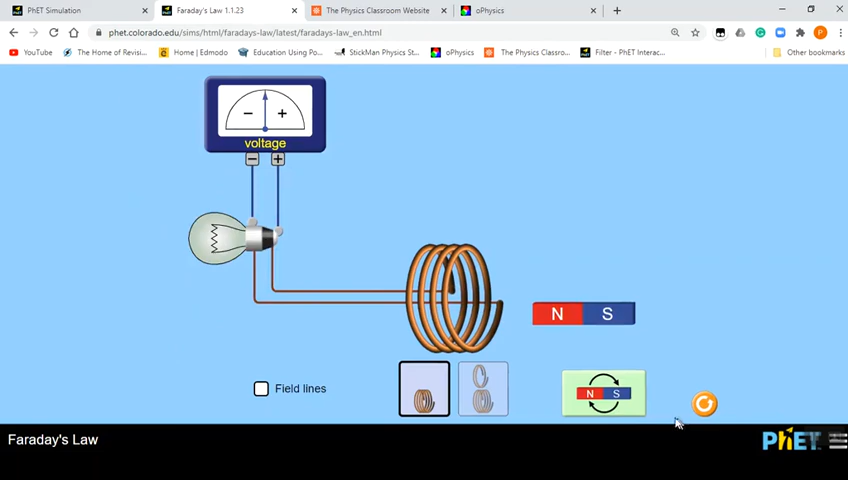 PhET Simulation
Faraday's Law 1.1.23
The Physics Classroom Website
oPhysics
phet.colorado.edu/sims/html/faradays-law/latest/faradays-law_en.html
P
YouTube
The Home of Revisi...
Home | Edmodo
Education Using Po...
StickMan Physics St...
oPhysics
The Physics Classro...
Filter - PhET Interac...
Other bookmarks
− +
voltage
− +
N S
Field lines
N S
Faraday's Law
PhET